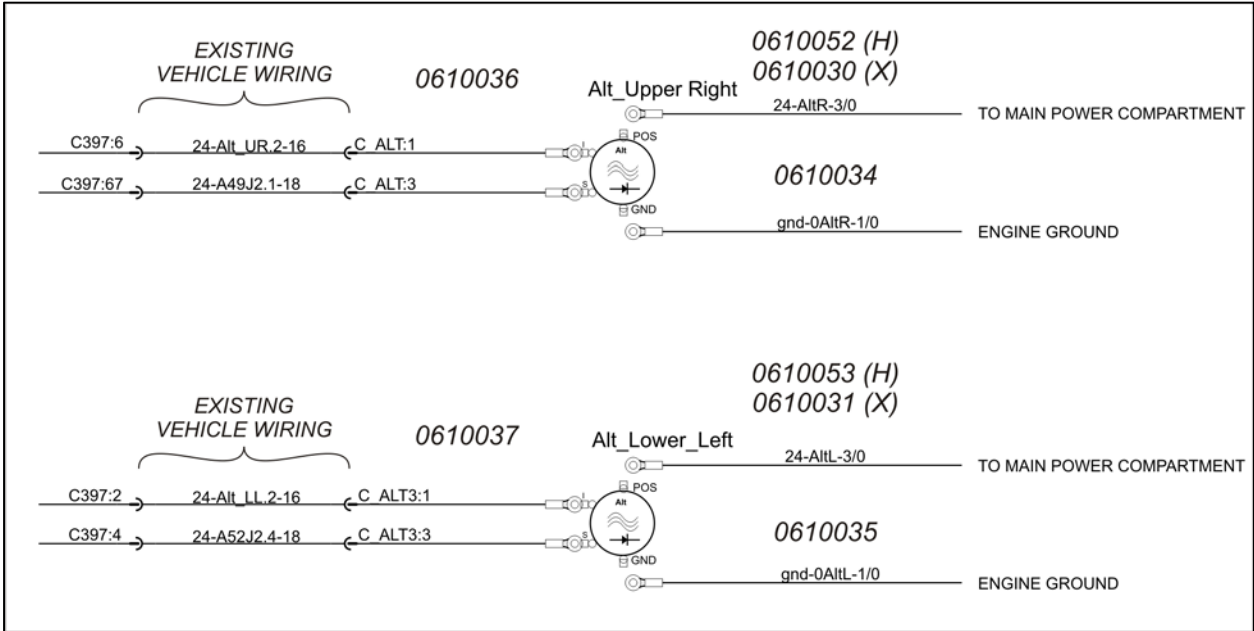 EXISTING
VEHICLE WIRING
0610036
0610052 (H)
0610030 (X)
Alt_Upper Right
24-AltR-3/0
TO MAIN POWER COMPARTMENT
POS
C397:6
24-Alt_UR.2-16
C_ALT:1
I
Alt
C397:67
24-A49J2.1-18
C_ALT:3
S
0610034
GND
gnd-0AltR-1/0
ENGINE GROUND
EXISTING
VEHICLE WIRING
0610037
0610053 (H)
0610031 (X)
Alt_Lower_Left
24-AltL-3/0
TO MAIN POWER COMPARTMENT
POS
C397:2
24-Alt_LL.2-16
C_ALT3:1
I
Alt
C397:4
24-A52J2.4-18
C_ALT3:3
S
0610035
GND
gnd-0AltL-1/0
ENGINE GROUND